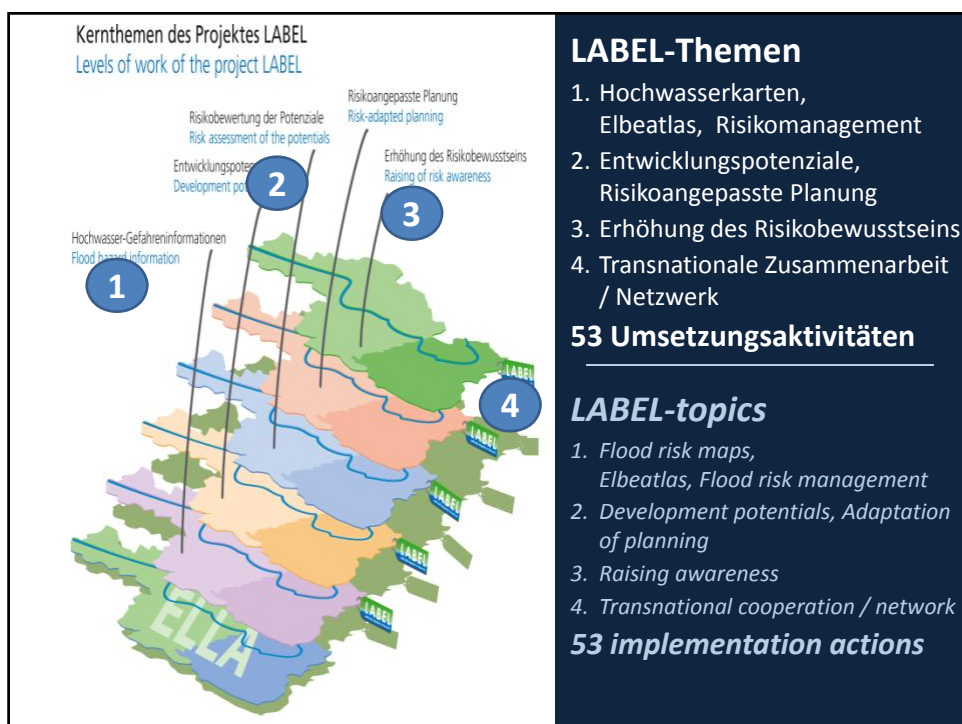 Kernthemen des Projektes LABEL
Levels of work of the project LABEL
Risikoangepasste Planung
Risk-adapted planning
Risikobewertung der Potenziale
Risk assessment of the potentials
Erhöhung des Risikobewusstseins
Raising of risk awareness
2
3
Hochwasser-Gefahreninformationen
Flood hazard information
1
LABEL
4
LABEL
LABEL
LABEL
LABEL
ELLA
LABEL-Themen
1. Hochwasserkarten,
Elbeatlas, Risikomanagement
2. Entwicklungspotenziale,
Risikoangepasste Planung
3. Erhöhung des Risikobewusstseins
4. Transnationale Zusammenarbeit
/ Netzwerk
53 Umsetzungsaktivitäten
LABEL-topics
1. Flood risk maps,
Elbeatlas, Flood risk management
2. Development potentials, Adaptation
of planning
3. Raising awareness
4. Transnational cooperation / network
53 implementation actions